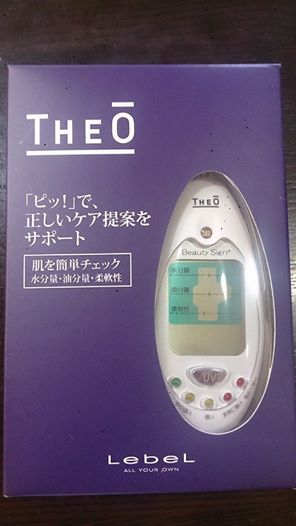 THEŌ
「ピッ!」で、
正しいケア提案を
サポート
肌を簡単チェック
水分量・油分量・柔軟性
THEŌ
Beauty Sign+
水分量
油分量
柔軟性
UV
LebeL
ALL YOUR OWN